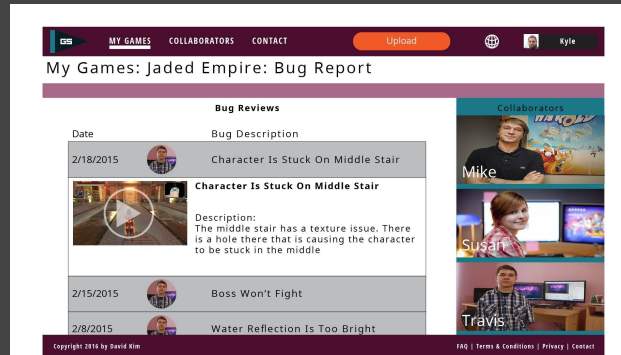 GS
MY GAMES COLLABORATORS CONTACT Upload Kyle
My Games: Jaded Empire: Bug Report
Bug Reviews
Date Bug Description
2/18/2015 Character Is Stuck On Middle Stair
Character Is Stuck On Middle Stair
Description:
The middle stair has a texture issue. There
is a hole there that is causing the character
to be stuck in the middle
2/15/2015 Boss Won't Fight
2/8/2015 Water Reflection Is Too Bright
Collaborators
Mike
Susan
Travis
Copyright 2016 by David Kim FAQ | Terms & Conditions | Privacy | Contact